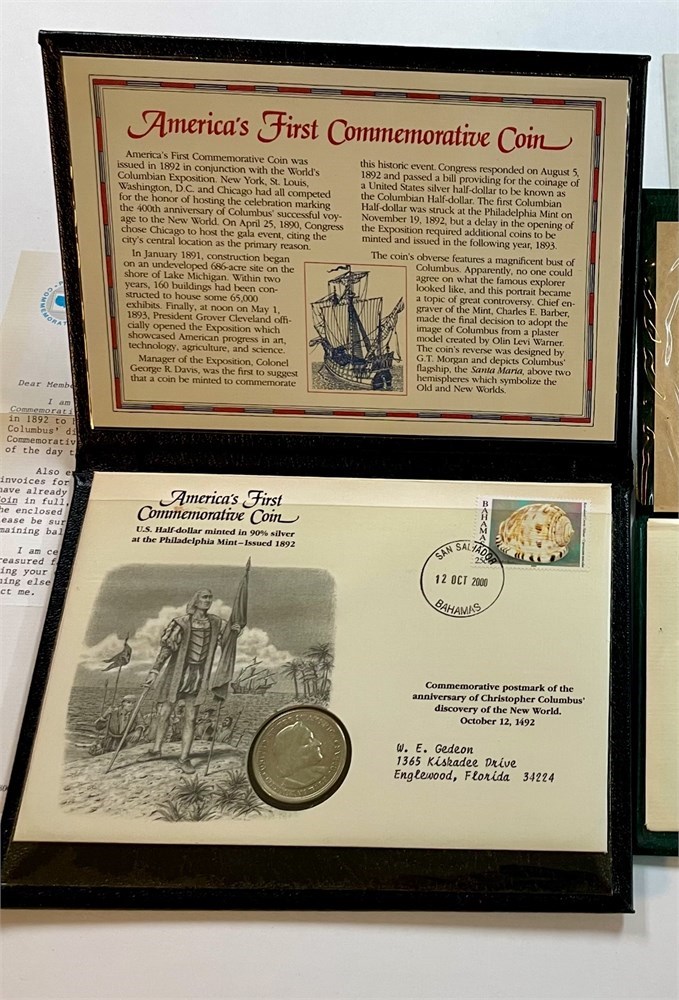 America's First Commemorative Coin
America's First Commemorative Coin was
issued in 1892 in conjunction with the World's
Columbian Exposition. New York, St. Louis,
Washington, D.C. and Chicago had all competed
for the honor of hosting the celebration marking
the 400th anniversary of Columbus' successful voy-
age to the New World. On April 25, 1890, Congress
chose Chicago to host the gala event, citing the
city's central location as the primary reason.
In January 1891, construction began
on an undeveloped 686-acre site on the
shore of Lake Michigan. Within two
years, 160 buildings had been con-
structed to house some 65,000
exhibits. Finally, at noon on May 1,
1893, President Grover Cleveland offi-
cially opened the Exposition which
showcased American progress in art,
technology, agriculture, and science.
Manager of the Exposition, Colonel
George R. Davis, was the first to suggest
that a coin be minted to commemorate
this historic event. Congress responded on August 5,
1892 and passed a bill providing for the coinage of
a United States silver half-dollar to be known as
the Columbian Half-dollar. The first Columbian
Half-dollar was struck at the Philadelphia Mint on
November 19, 1892, but a delay in the opening of
the Exposition required additional coins to be
minted and issued in the following year, 1893.
The coin's obverse features a magnificent bust of
Columbus. Apparently, no one could
agree on what the famous explorer
looked like, and this portrait became
a topic of great controversy. Chief en-
graver of the Mint, Charles E. Barber,
made the final decision to adopt the
image of Columbus from a plaster
model created by Olin Levi Warner.
The coin's reverse was designed by
G.T. Morgan and depicts Columbus'
flagship, the Santa Maria, above two
hemispheres which symbolize the
Old and New Worlds.
Dear Membe
I am
Commemorati
in 1892 to h
Columbus' di
Commemorative
of the day t
Also e
invoices for
have already
Coin in full,
he enclosed
ease be sur
maining bal
I am ce
easured f
ing your
ning else
ct me.
America's First
Commemorative Coin
U.S. Half-dollar minted in 90% silver
at the Philadelphia Mint–Issued 1892
BAHAMAS
25
SAN SALVADOR
12 OCT 2000
BAHAMAS
Commemorative postmark of the
anniversary of Christopher Columbus'
discovery of the New World.
October 12, 1492
W. E. Gedeon
1365 Kiskadee Drive
Englewood, Florida 34224